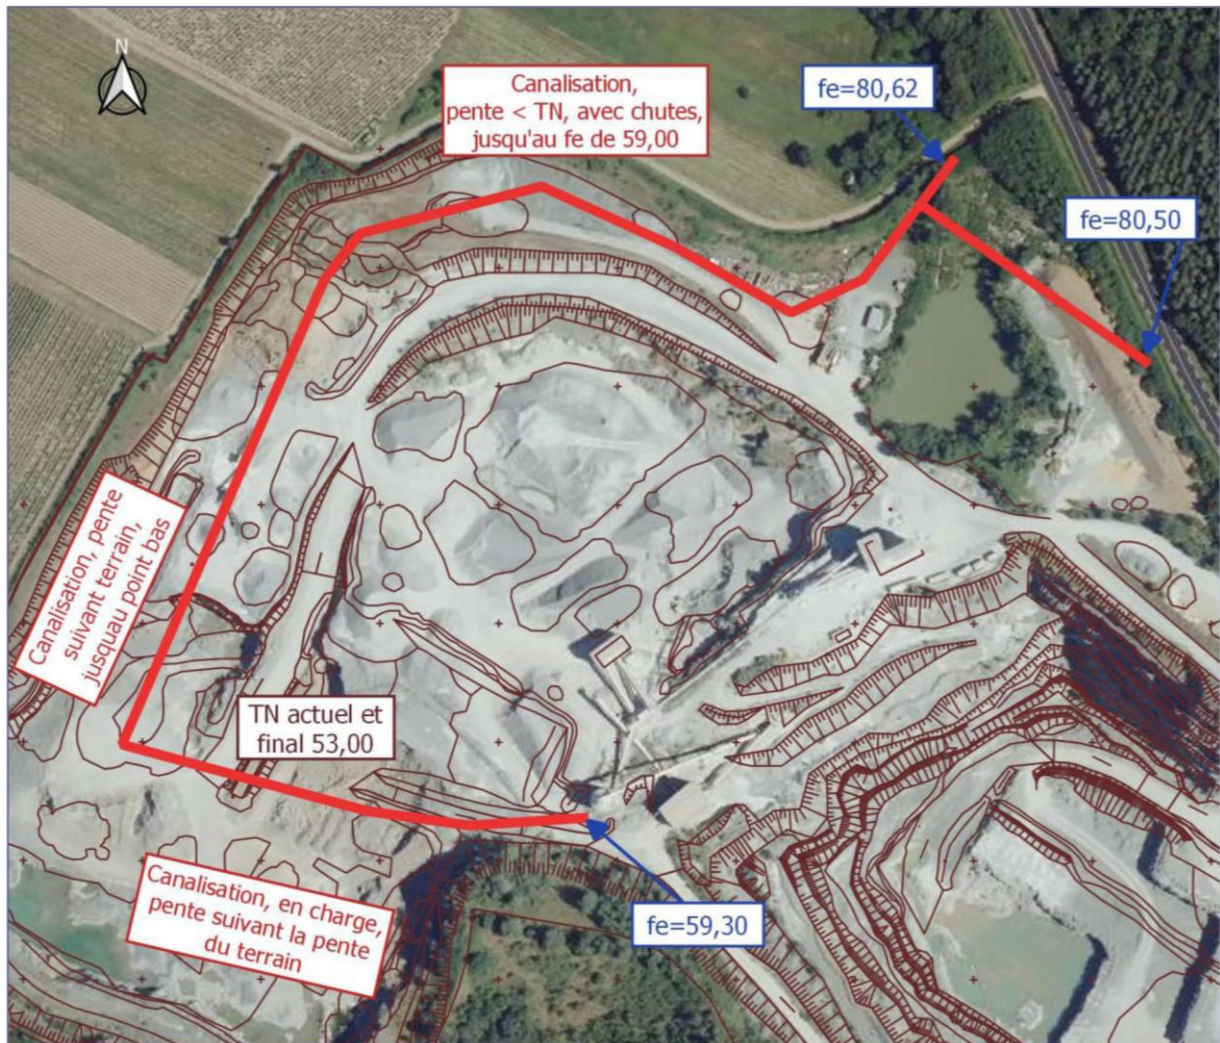 N
Canalisation,
pente < TN, avec chutes,
jusqu'au fe de 59,00
fe=80,62
fe=80,50
Canalisation, pente
suivant terrain,
jusquau point bas
TN actuel et
final 53,00
Canalisation, en charge,
pente suivant la pente
du terrain
fe=59,30